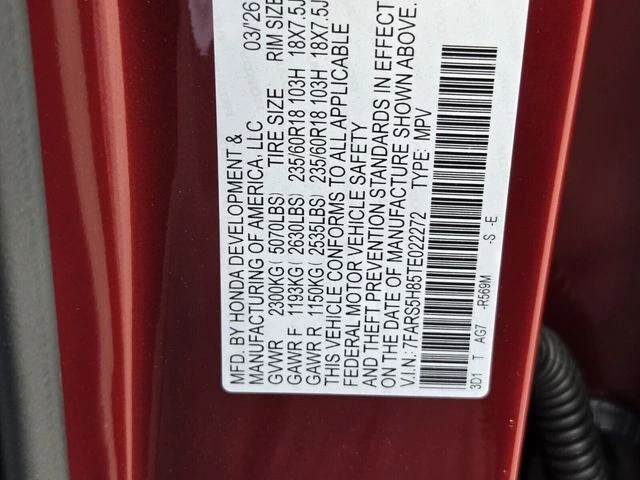 MFD. BY HONDA DEVELOPMENT & 03/26
MANUFACTURING OF AMERICA, LLC
GVWR 2300KG( 5070LBS) TIRE SIZE RIM SIZE
GAWR F 1193KG( 2630LBS) 235/60R18 103H 18X7.5J
GAWR R 1150KG( 2535LBS) 235/60R18 103H 18X7.5J
THIS VEHICLE CONFORMS TO ALL APPLICABLE
FEDERAL MOTOR VEHICLE SAFETY
AND THEFT PREVENTION STANDARDS IN EFFECT
ON THE DATE OF MANUFACTURE SHOWN ABOVE.
V.I.N.: 7FARS5H85TE022272 TYPE: MPV
3D1 T AG7 -R569M -S -E